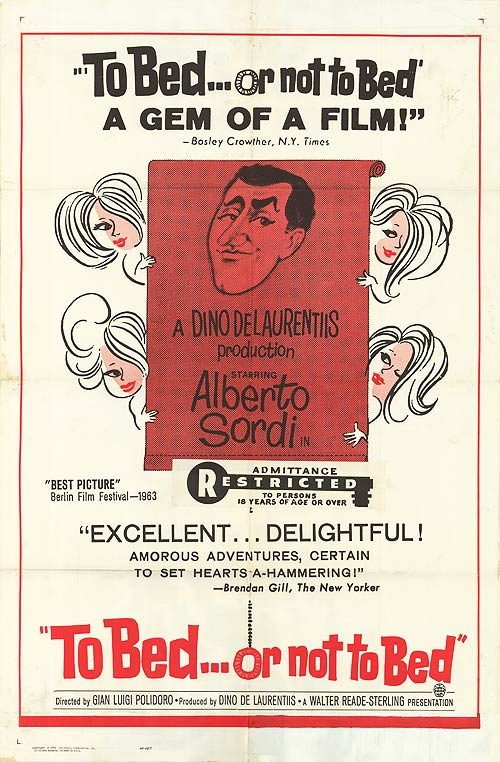 "'To Bed...or not to Bed'
A GEM OF A FILM!"
—Bosley Crowther, N.Y. Times
A DINO DE LAURENTIIS
production
STARRING
Alberto
Sordi IN
"BEST PICTURE"
Berlin Film Festival—1963
ADMITTANCE
RESTRICTED
TO PERSONS
18 YEARS OF AGE OR OVER
"EXCELLENT...DELIGHTFUL!
AMOROUS ADVENTURES, CERTAIN
TO SET HEARTS A-HAMMERING!"
—Brendan Gill, The New Yorker
"To Bed...or not to Bed"
Directed by GIAN LUIGI POLIDORO • Produced by DINO DE LAURENTIIS • A WALTER READE-STERLING PRESENTATION